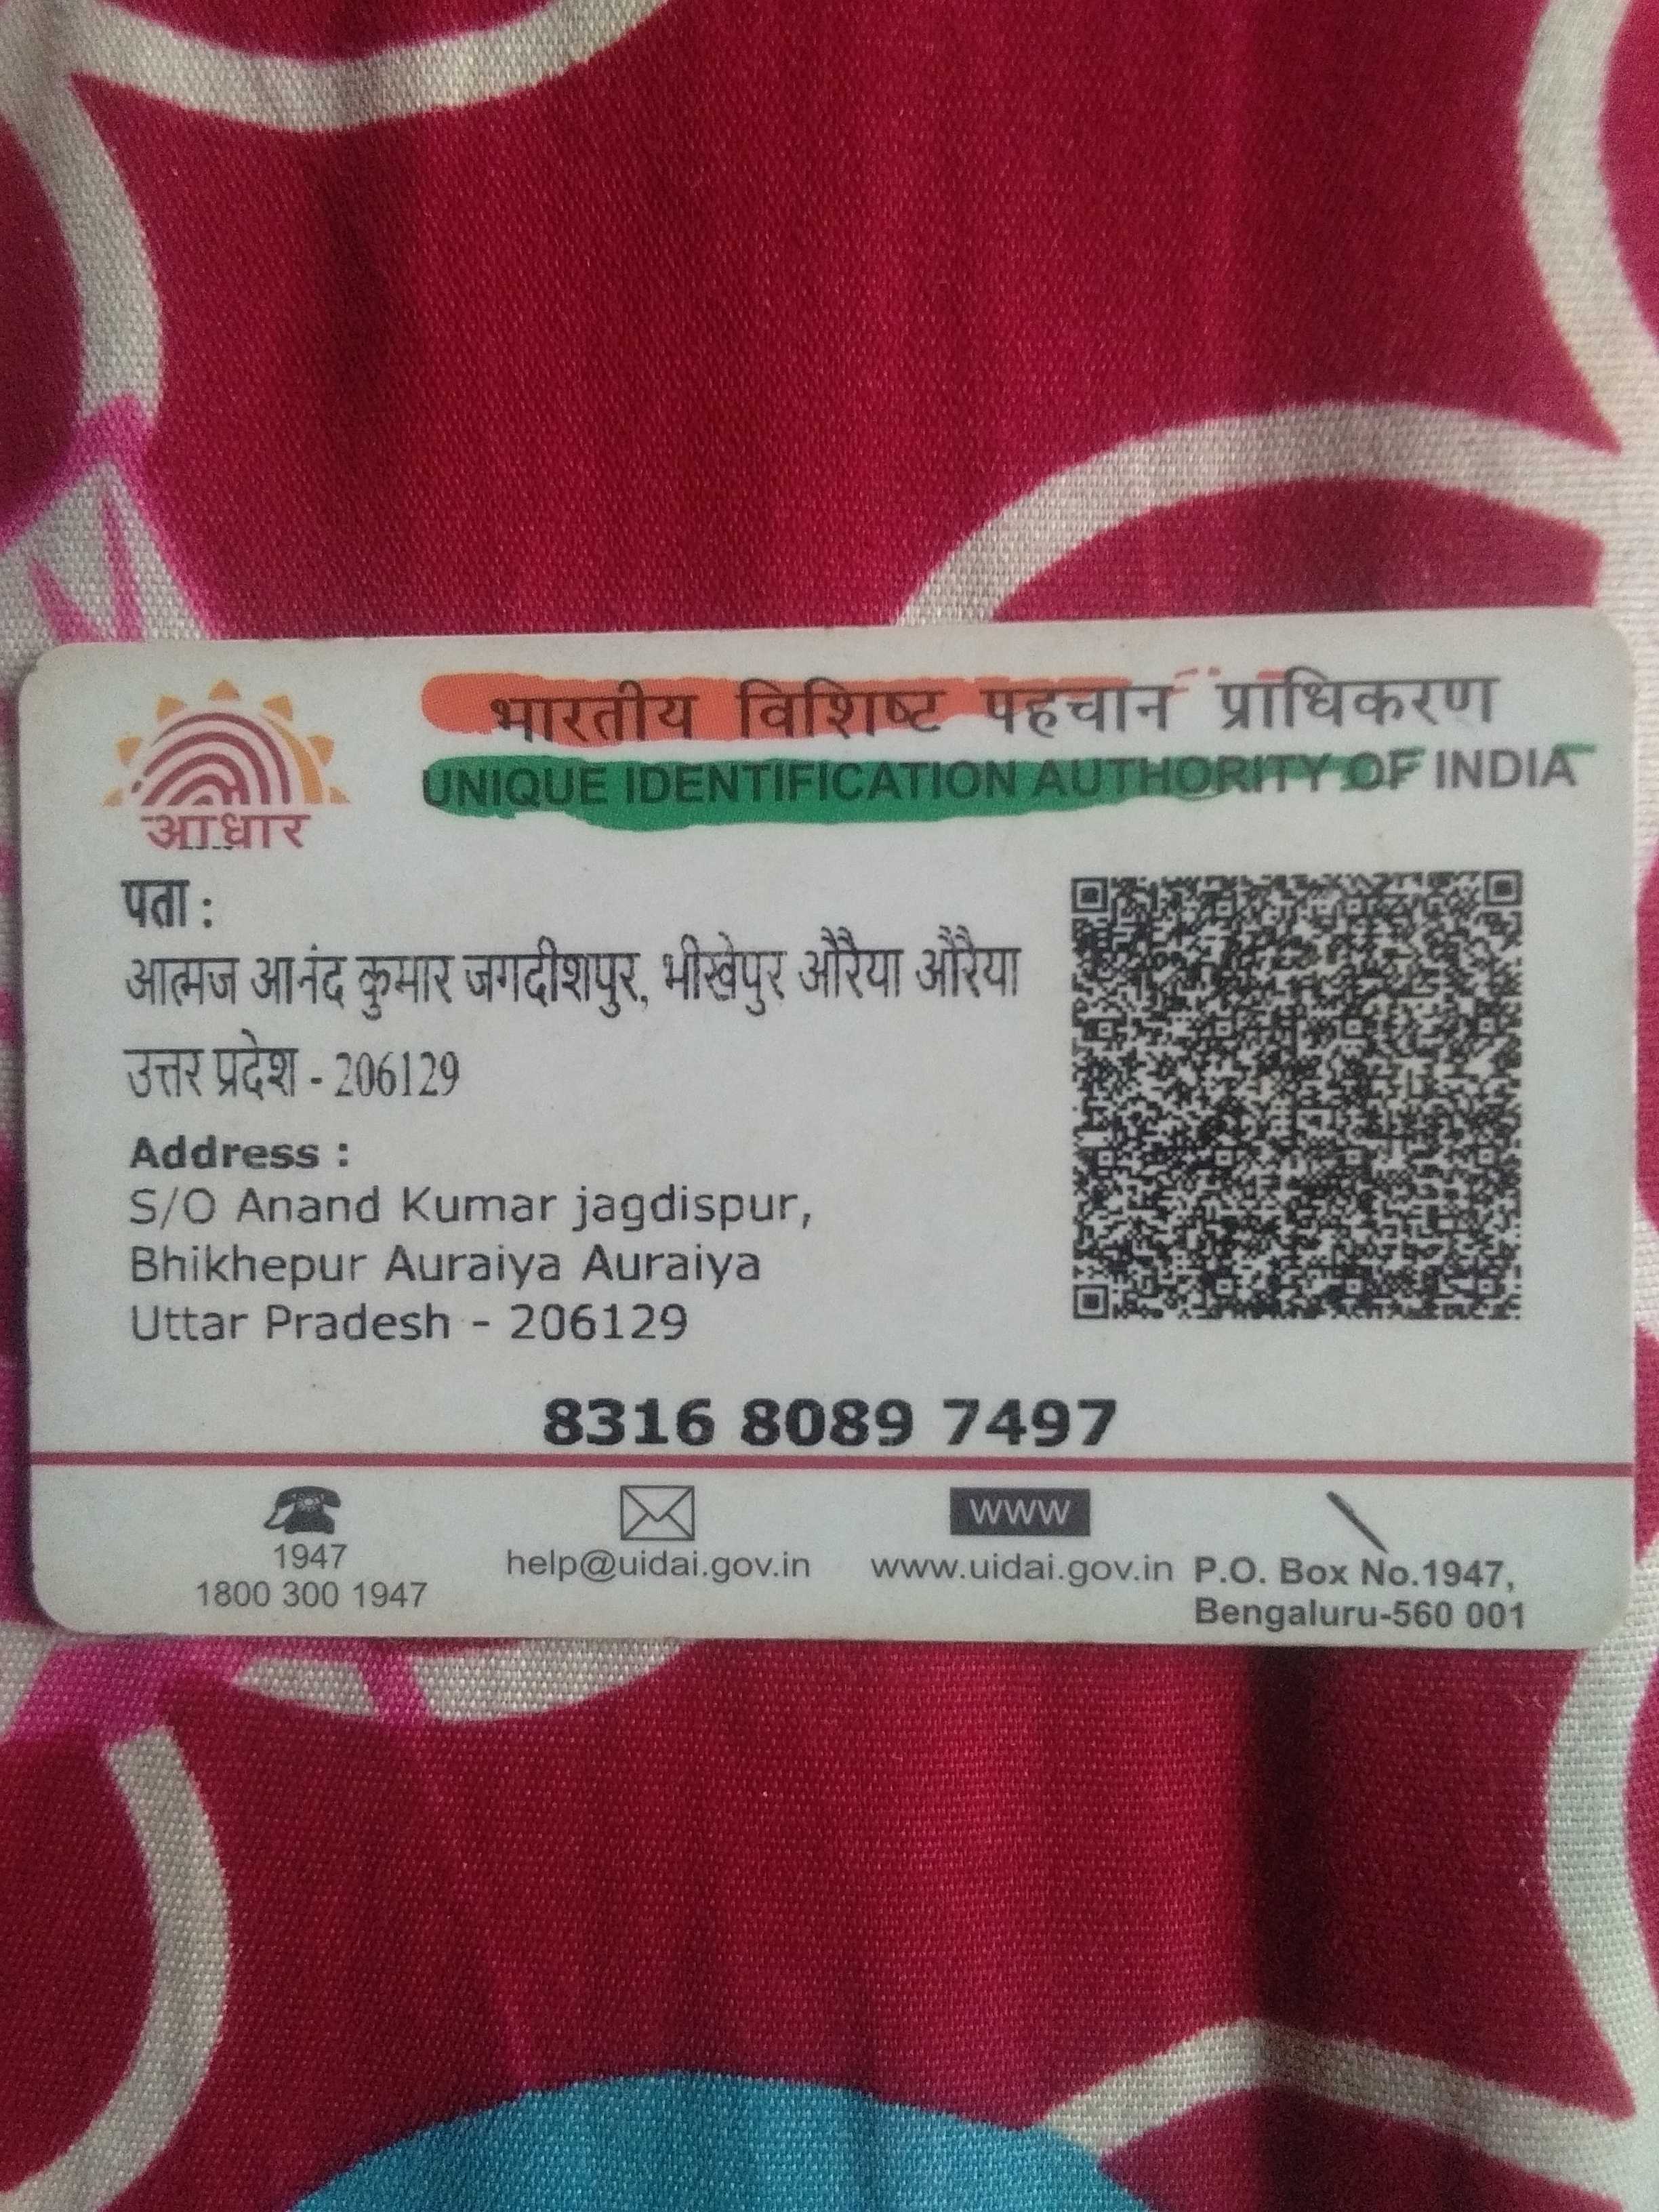 भारतीय विशिष्ट पहचान प्राधिकरण
UNIQUE IDENTIFICATION AUTHORITY OF INDIA
आधार
पता :
आत्मज आनंद कुमार जगदीशपुर, भीखेपुर औरैया औरैया
उत्तर प्रदेश - 206129
Address :
S/O Anand Kumar jagdispur,
Bhikhepur Auraiya Auraiya
Uttar Pradesh - 206129
8316 8089 7497
1947
1800 300 1947
help@uidai.gov.in
WWW
www.uidai.gov.in
P.O. Box No.1947,
Bengaluru-560 001